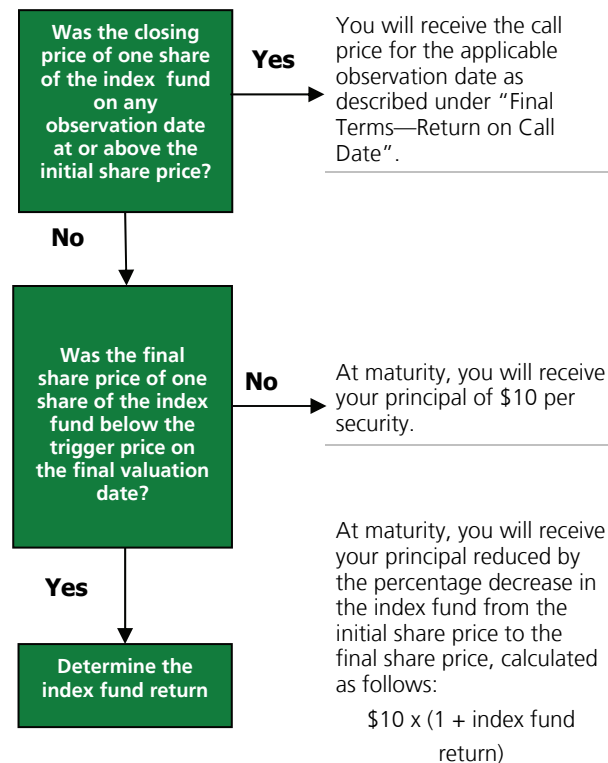 Was the closing
price of one share
of the index fund
on any
observation date
at or above the
initial share price?
Yes
You will receive the call
price for the applicable
observation date as
described under “Final
Terms—Return on Call
Date”.
No
Was the final
share price of one
share of the index
fund below the
trigger price on
the final valuation
date?
No
At maturity, you will receive
your principal of $10 per
security.
Yes
Determine the
index fund return
At maturity, you will receive
your principal reduced by
the percentage decrease in
the index fund from the
initial share price to the
final share price, calculated
as follows:
$10 x (1 + index fund
return)